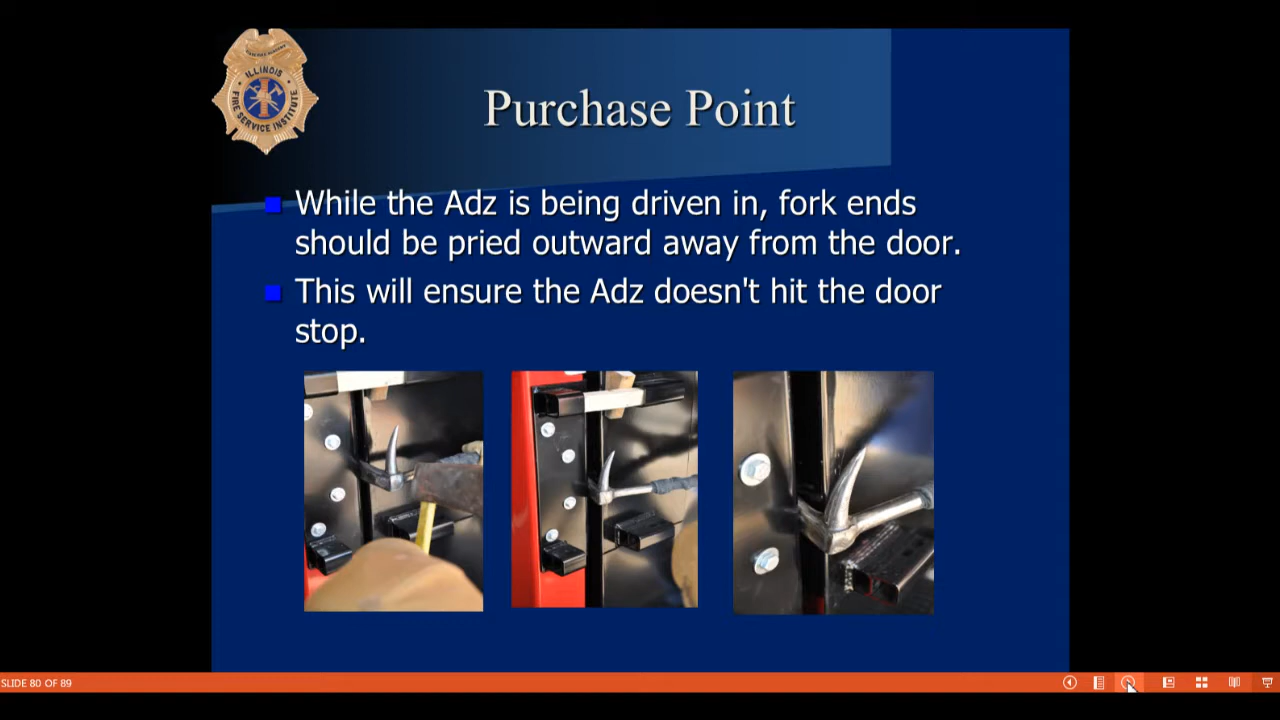 ILLINOIS
FIRE SERVICE INSTITUTE
Purchase Point
While the Adz is being driven in, fork ends
should be pried outward away from the door.
This will ensure the Adz doesn't hit the door
stop.
SLIDE 80 OF 89